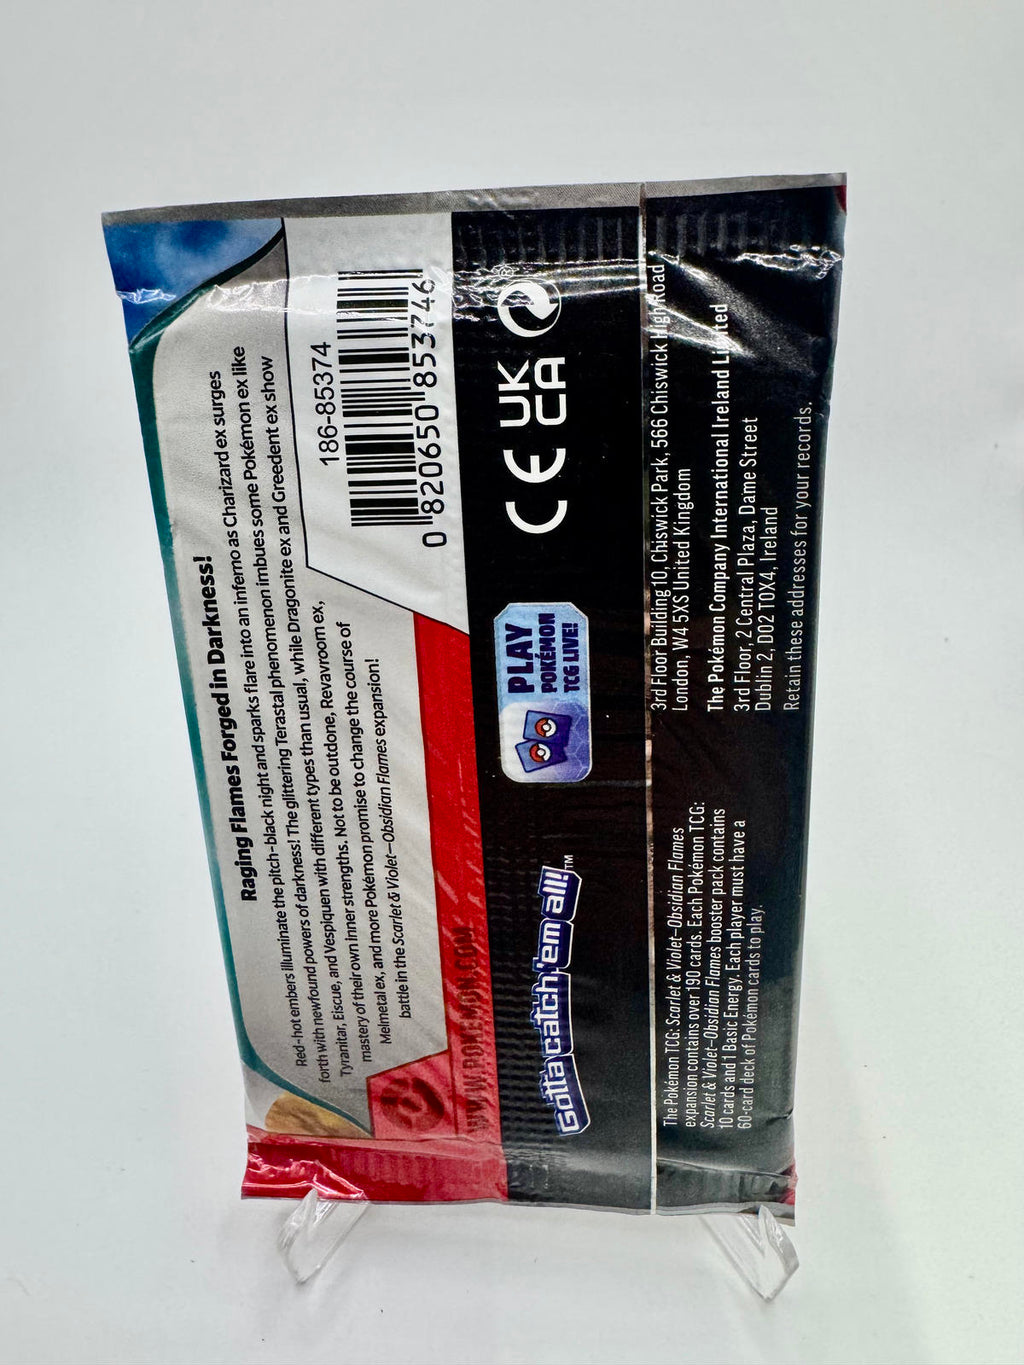 Raging Flames Forged in Darkness!
Red-hot embers illuminate the pitch-black night and sparks flare into an inferno as Charizard ex surges
forth with newfound powers of darkness! The glittering Terastal phenomenon imbues some Pokémon ex like
Tyranitar, Eiscue, and Vespiquen with different types than usual, while Dragonite ex and Greedent ex show
mastery of their own inner strengths. Not to be outdone, Revavroom ex,
Melmetal ex, and more Pokémon promise to change the course of
battle in the Scarlet & Violet—Obsidian Flames expansion!
186-85374
0 820650 853746
WWW.POKEMON.COM
Gotta catch 'em all!™
PLAY
POKÉMON
TCG LIVE!
CE
UK
CA
®
The Pokémon TCG: Scarlet & Violet—Obsidian Flames
expansion contains over 190 cards. Each Pokémon TCG:
Scarlet & Violet—Obsidian Flames booster pack contains
10 cards and 1 Basic Energy. Each player must have a
60-card deck of Pokémon cards to play.
3rd Floor Building 10, Chiswick Park, 566 Chiswick High Road
London, W4 5XS United Kingdom
The Pokémon Company International Ireland Limited
3rd Floor, 2 Central Plaza, Dame Street
Dublin 2, D02 T0X4, Ireland
Retain these addresses for your records.